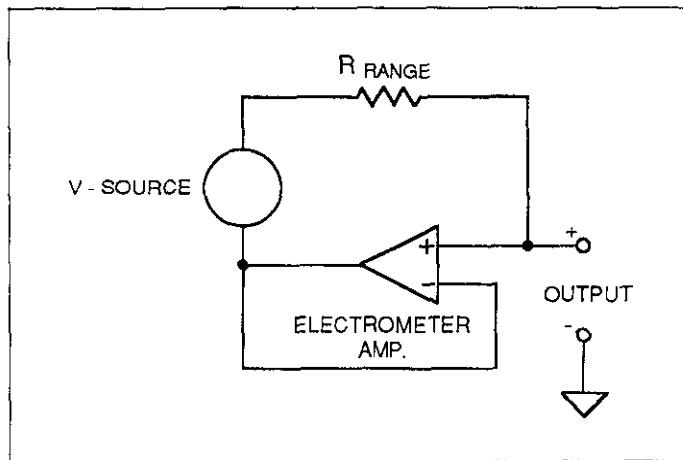 R RANGE
V - SOURCE
+
-
+
OUTPUT
-
ELECTROMETER
AMP.